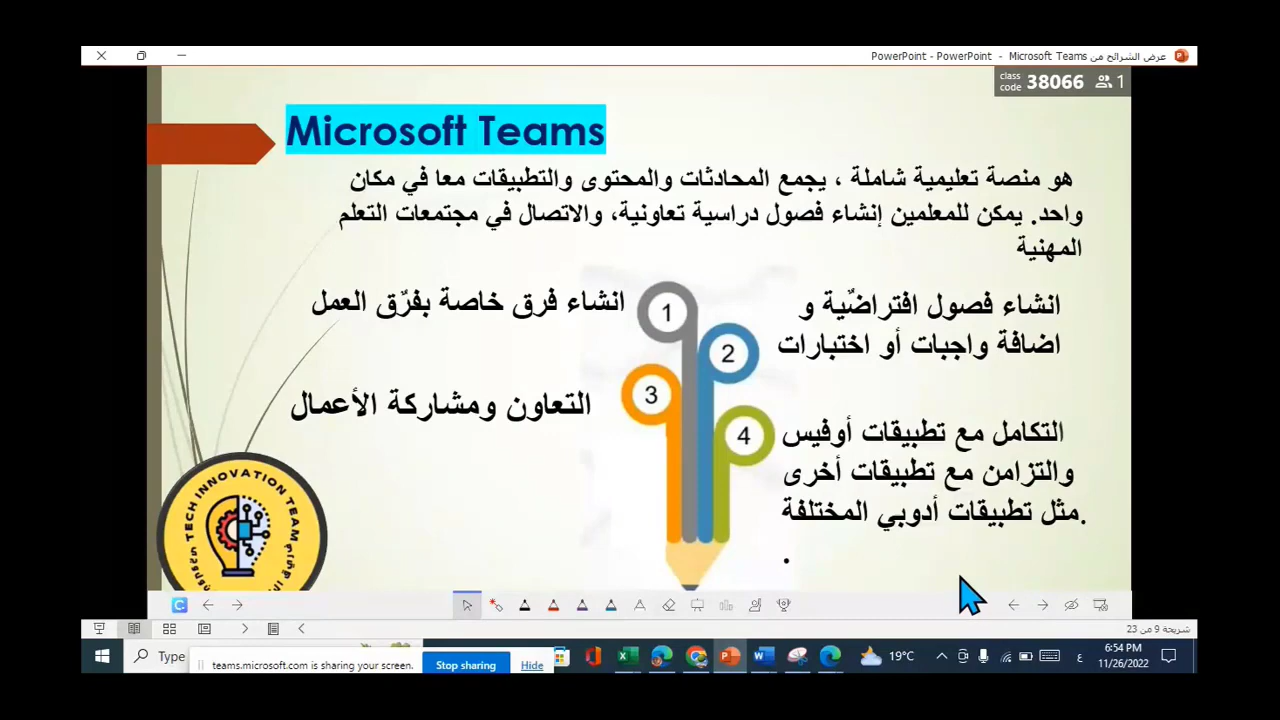 عرض الشرائح من PowerPoint - PowerPoint - Microsoft Teams
class code 38066 1
Microsoft Teams
هو منصة تعليمية شاملة ، يجمع المحادثات والمحتوى والتطبيقات معا في مكان
واحد. يمكن للمعلمين إنشاء فصول دراسية تعاونية، والاتصال في مجتمعات التعلم
المهنية
1
انشاء فرق خاصة بفرٌق العمل
2
انشاء فصول افتراضٌية و
اضافة واجبات أو اختبارات
3
التعاون ومشاركة الأعمال
4
التكامل مع تطبيقات أوفيس
والتزامن مع تطبيقات أخرى
مثل تطبيقات أدوبي المختلفة.
.
TECH INNOVATION TEAM
شريحة 9 من 23
Type
teams.microsoft.com is sharing your screen.
Stop sharing
Hide
19°C
ع
6:54 PM
11/26/2022